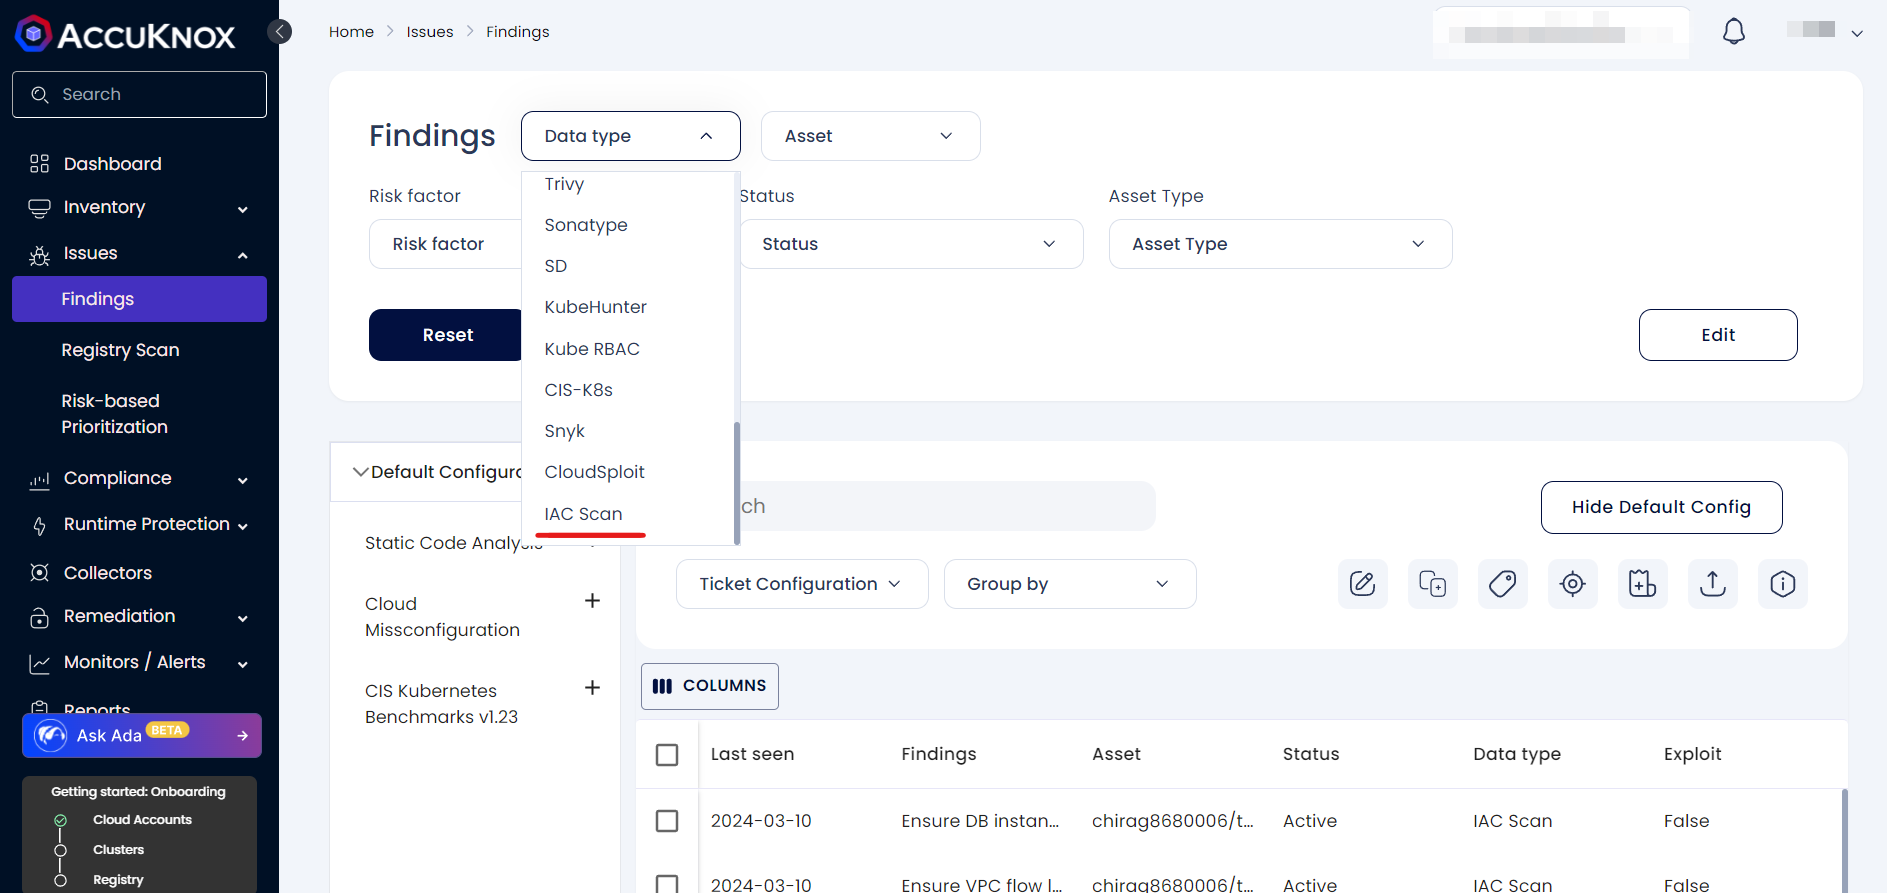 ACCUKNOX
Search
Dashboard
Inventory
Issues
Findings
Registry Scan
Risk-based
Prioritization
Compliance
Runtime Protection
Collectors
Remediation
Monitors / Alerts
Reports
Ask Ada BETA
Getting started: Onboarding
Cloud Accounts
Clusters
Registry
Home Issues Findings
Findings Data type Asset
Trivy
Sonatype
SD
KubeHunter
Kube RBAC
CIS-K8s
Snyk
CloudSploit
IAC Scan
Risk factor Status Asset Type
Risk factor Status Asset Type
Reset Edit
Default Configura
ch
Hide Default Config
Static Code Analysis
Cloud
Missconfiguration
CIS Kubernetes
Benchmarks v1.23
Ticket Configuration Group by
COLUMNS
Last seen Findings Asset Status Data type Exploit
2024-03-10 Ensure DB instan... chirag8680006/t... Active IAC Scan False
2024-03-10 Ensure VPC flow l... chirag8680006/t... Active IAC Scan False